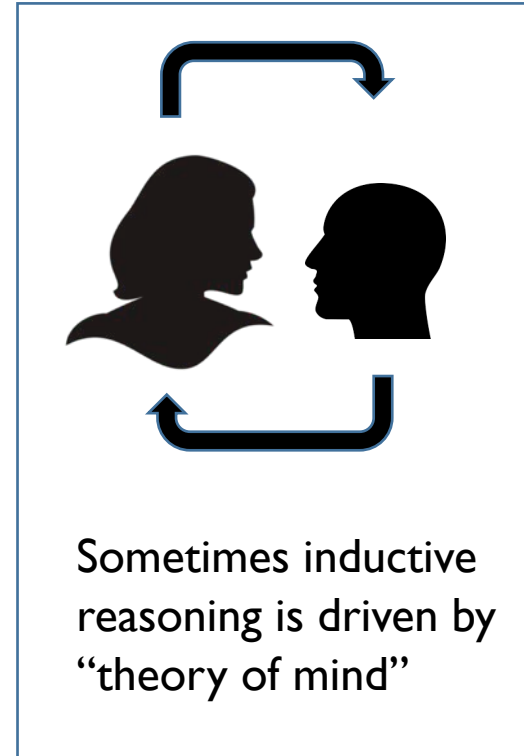 Sometimes inductive
reasoning is driven by
“theory of mind”